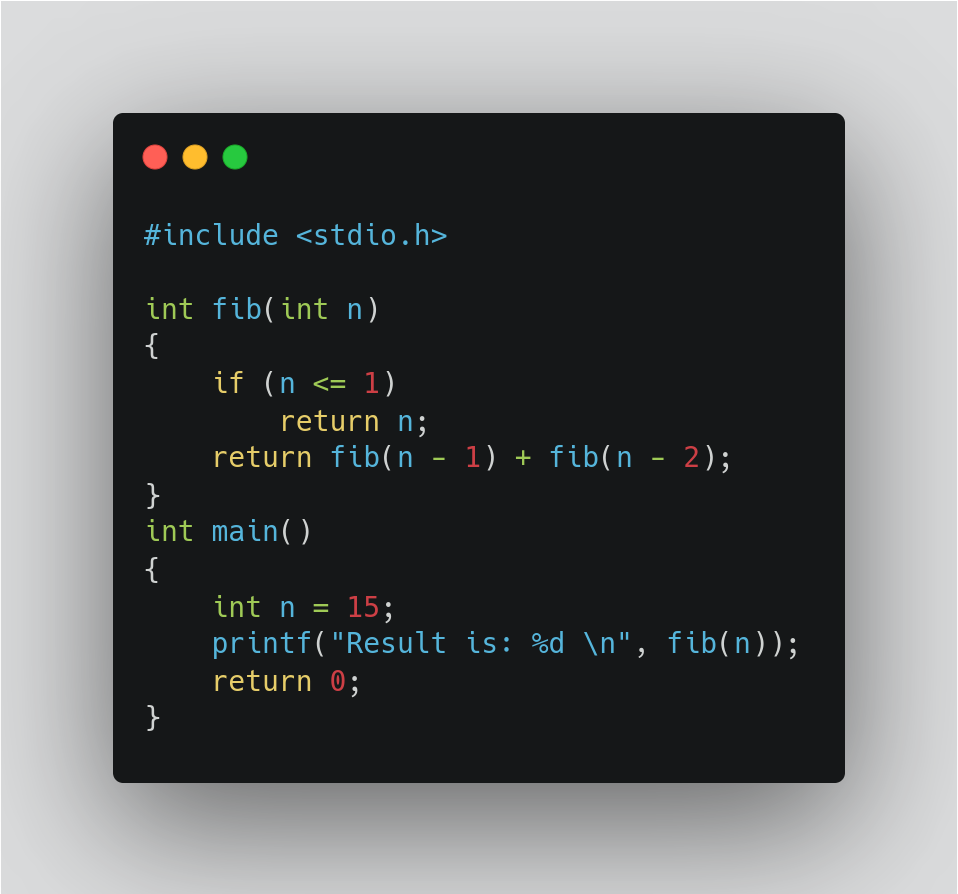 #include <stdio.h>

int fib(int n)
{
    if (n <= 1)
        return n;
    return fib(n - 1) + fib(n - 2);
}
int main()
{
    int n = 15;
    printf("Result is: %d \n", fib(n));
    return 0;
}